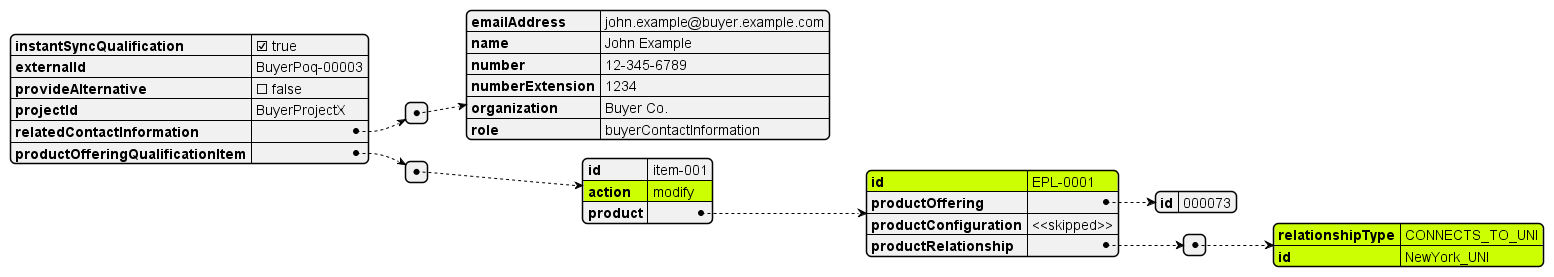 instantSyncQualification ☑ true
externalId BuyerPoq-00003
provideAlternative ☐ false
projectId BuyerProjectX
relatedContactInformation
productOfferingQualificationItem
emailAddress john.example@buyer.example.com
name John Example
number 12-345-6789
numberExtension 1234
organization Buyer Co.
role buyerContactInformation
id item-001
action modify
product
id EPL-0001
productOffering
productConfiguration <<skipped>>
productRelationship
id 000073
relationshipType CONNECTS_TO_UNI
id NewYork_UNI